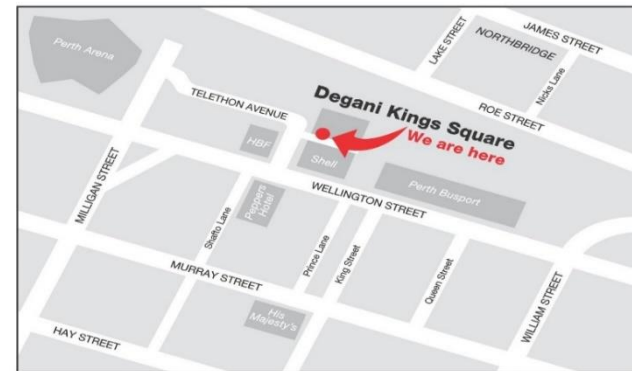 JAMES STREET
LAKE STREET
NORTHBRIDGE
Nicks Lane
ROE STREET
Perth Arena
TELETHON AVENUE
Degani Kings Square
We are here
HBF
Shell
Perth Busport
WELLINGTON STREET
MILLIGAN STREET
Shafto Lane
Peppers
Hotel
Prince Lane
King Street
Queen Street
WILLIAM STREET
MURRAY STREET
His
Majesty's
HAY STREET